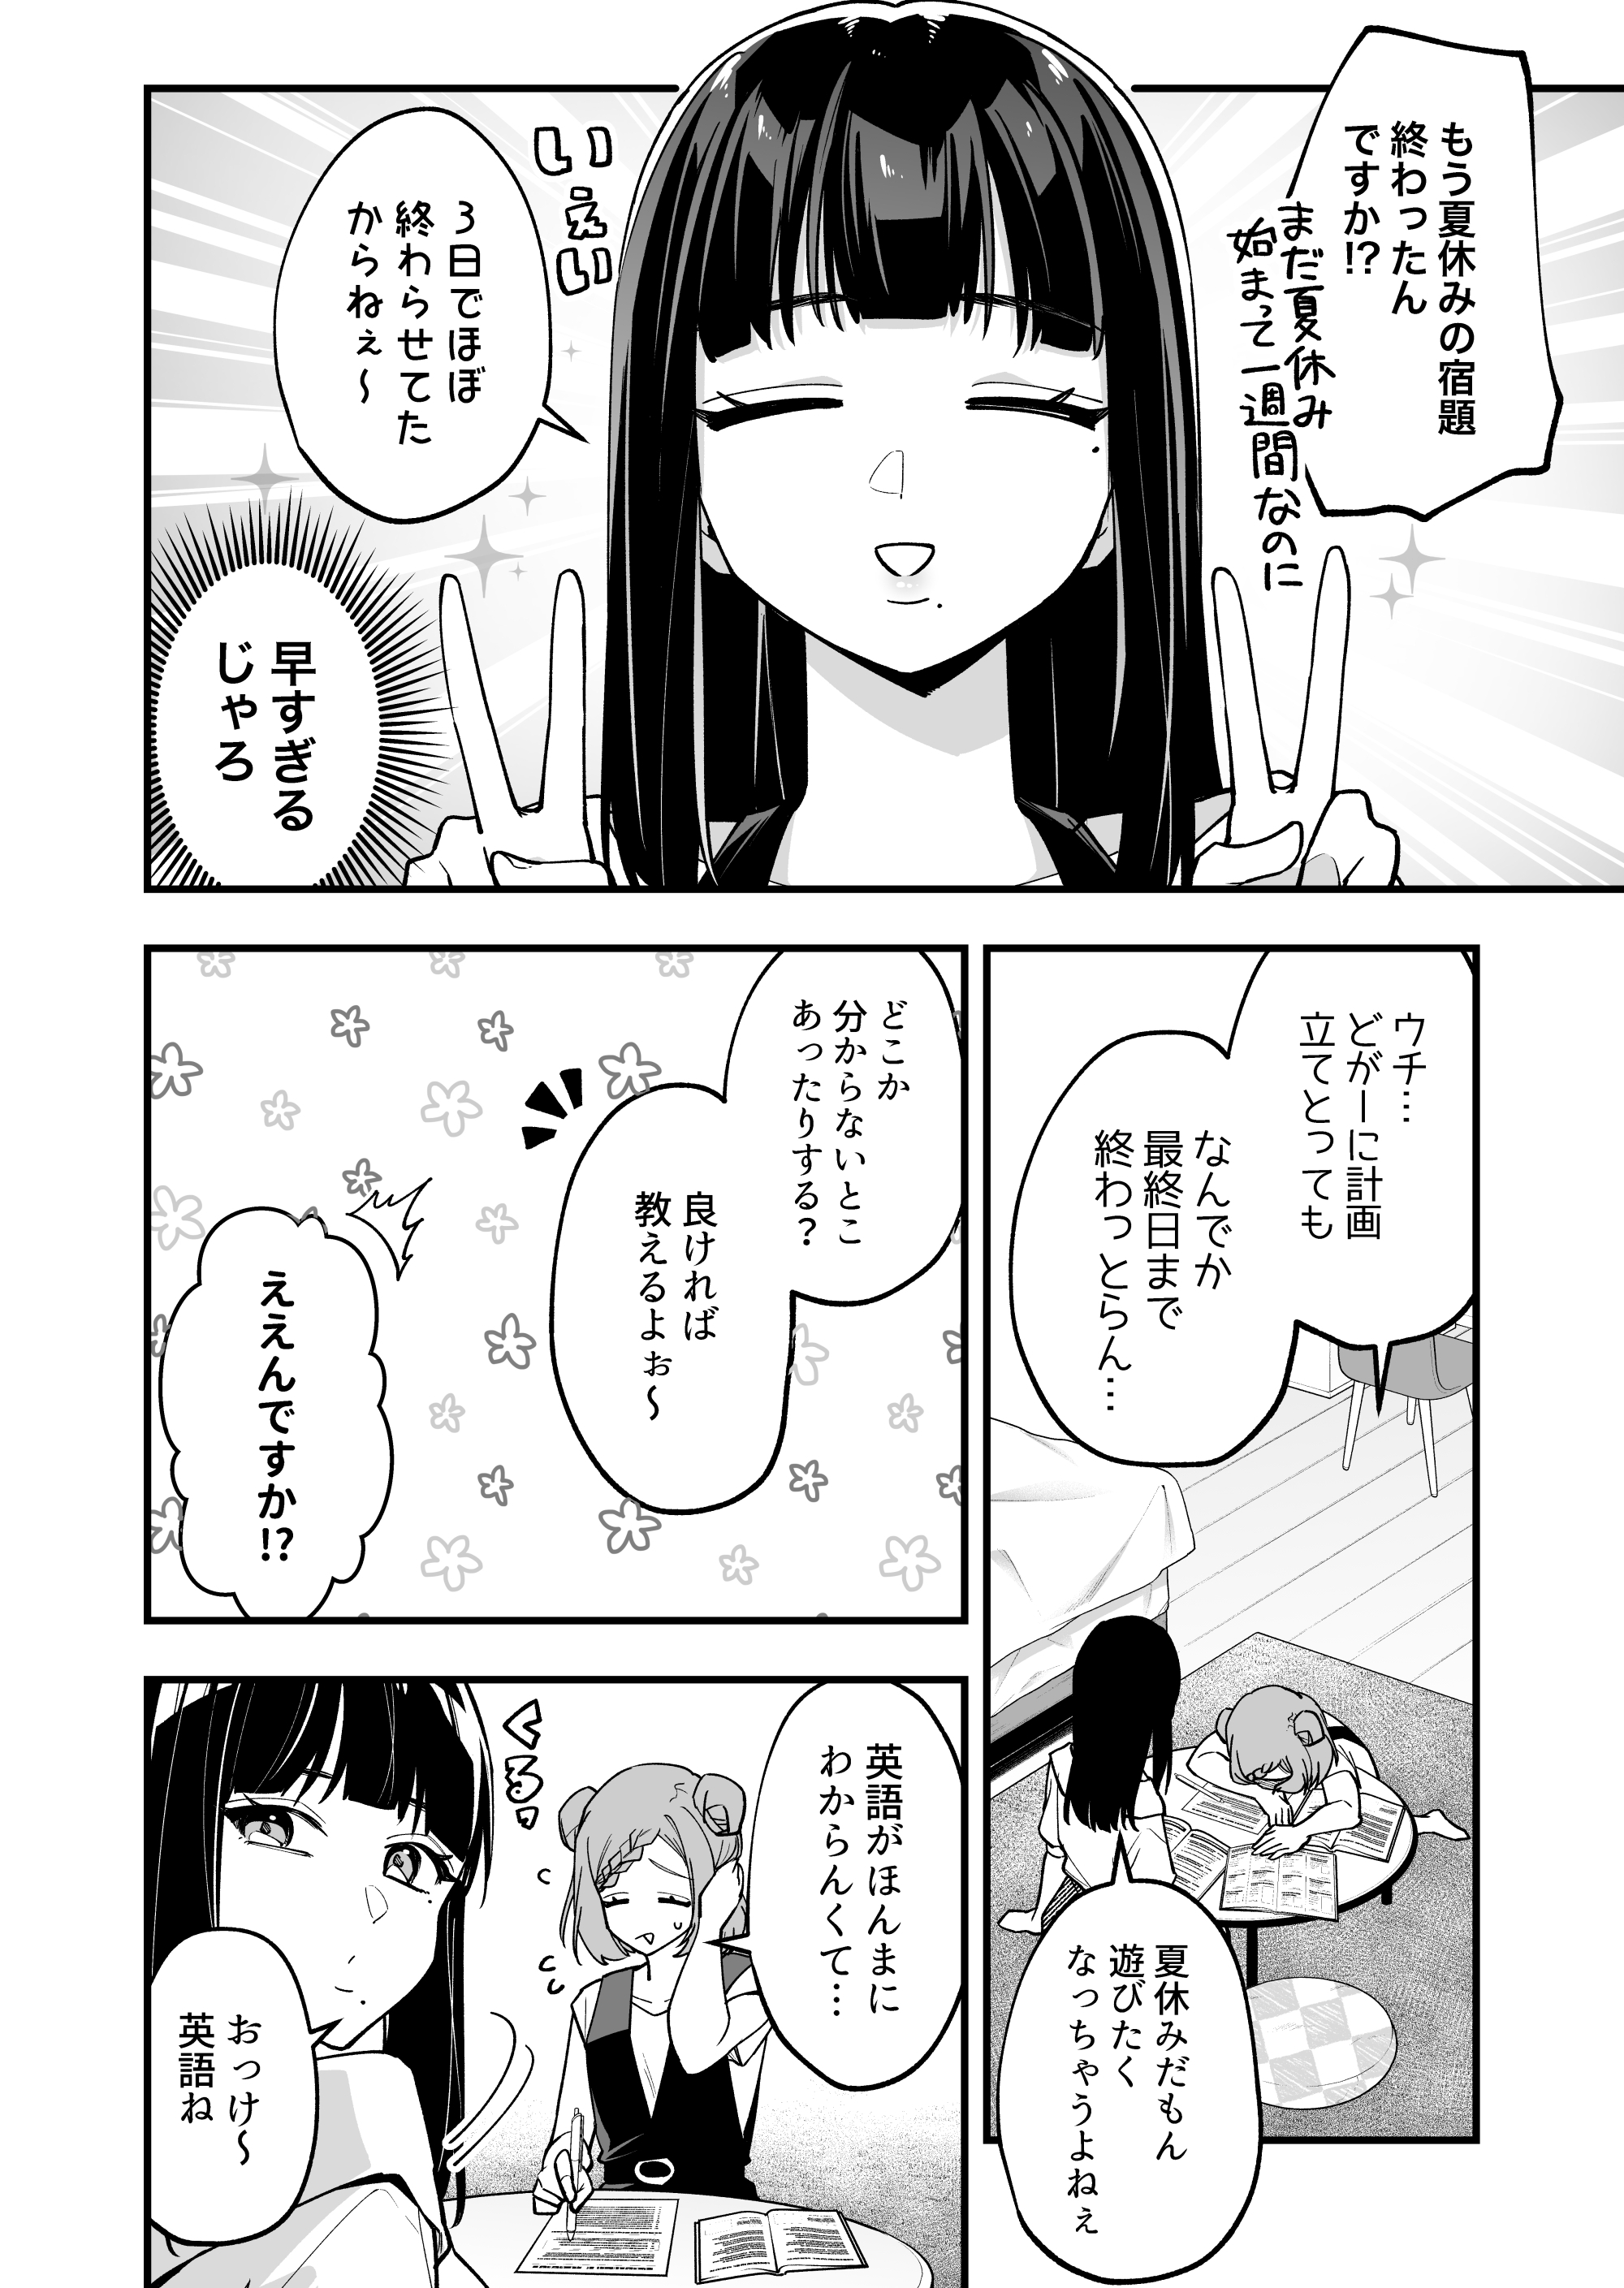 もう夏休みの宿題
終わったん
ですか!?
まだ夏休み
始まって一週間なのに
いぇいい
3日でほぼ
終わらせてた
からねぇ～
早すぎる
じゃろ
ウチ…
どがーに計画
立てとっても
なんでか
最終日まで
終わっとらん…
夏休みだもん
遊びたく
なっちゃうよねぇ
どこか
分からないとこ
あったりする？
良ければ
教えるよぉ～
ええんですか!?
英語がほんまに
わからんくて…
くるっ
おっけ～
英語ね